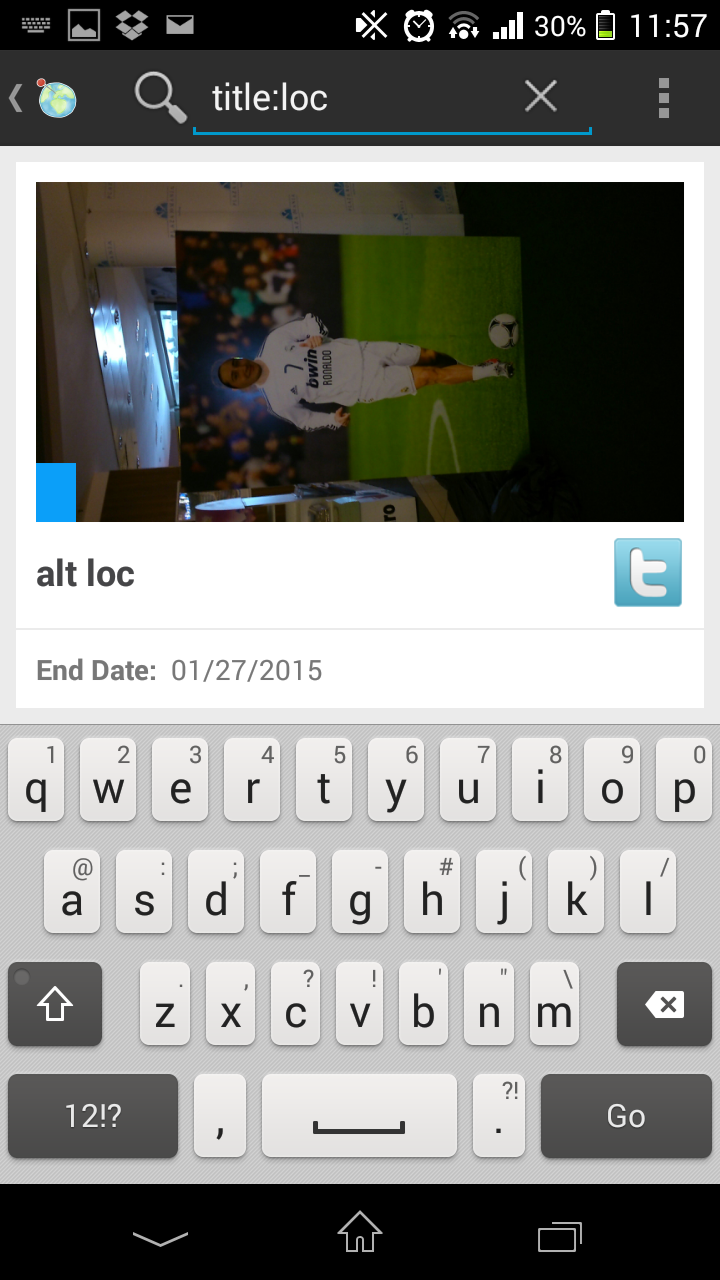 30% 11:57
title:loc
7
bwin
RONALDO
ro
alt loc
End Date: 01/27/2015
1 2 3 4 5 6 7 8 9 0
q w e r t y u i o p
@ : ; _ - # ( ) /
a s d f g h j k l
. , ? ! ' " \
z x c v b n m
?!
12!? , . Go